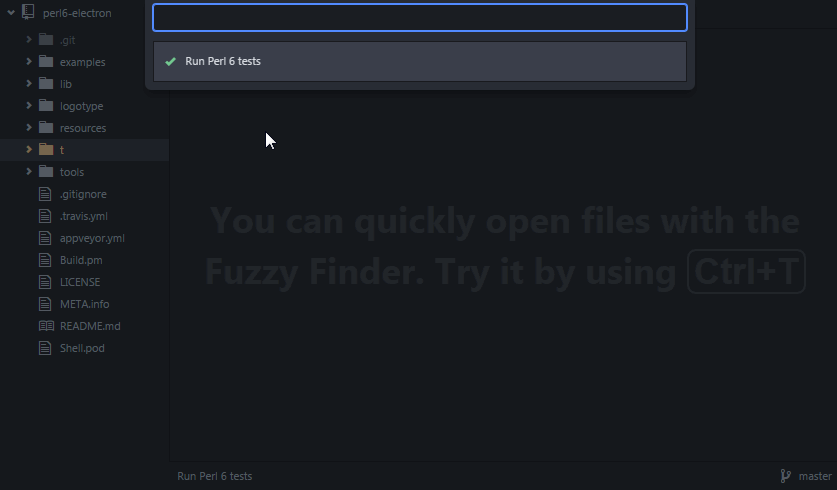 perl6-electron
.git
examples
lib
logotype
resources
t
tools
.gitignore
.travis.yml
appveyor.yml
Build.pm
LICENSE
META.info
README.md
Shell.pod
Run Perl 6 tests
You can quickly open files with the
Fuzzy Finder. Try it by using Ctrl+T
Run Perl 6 tests
master